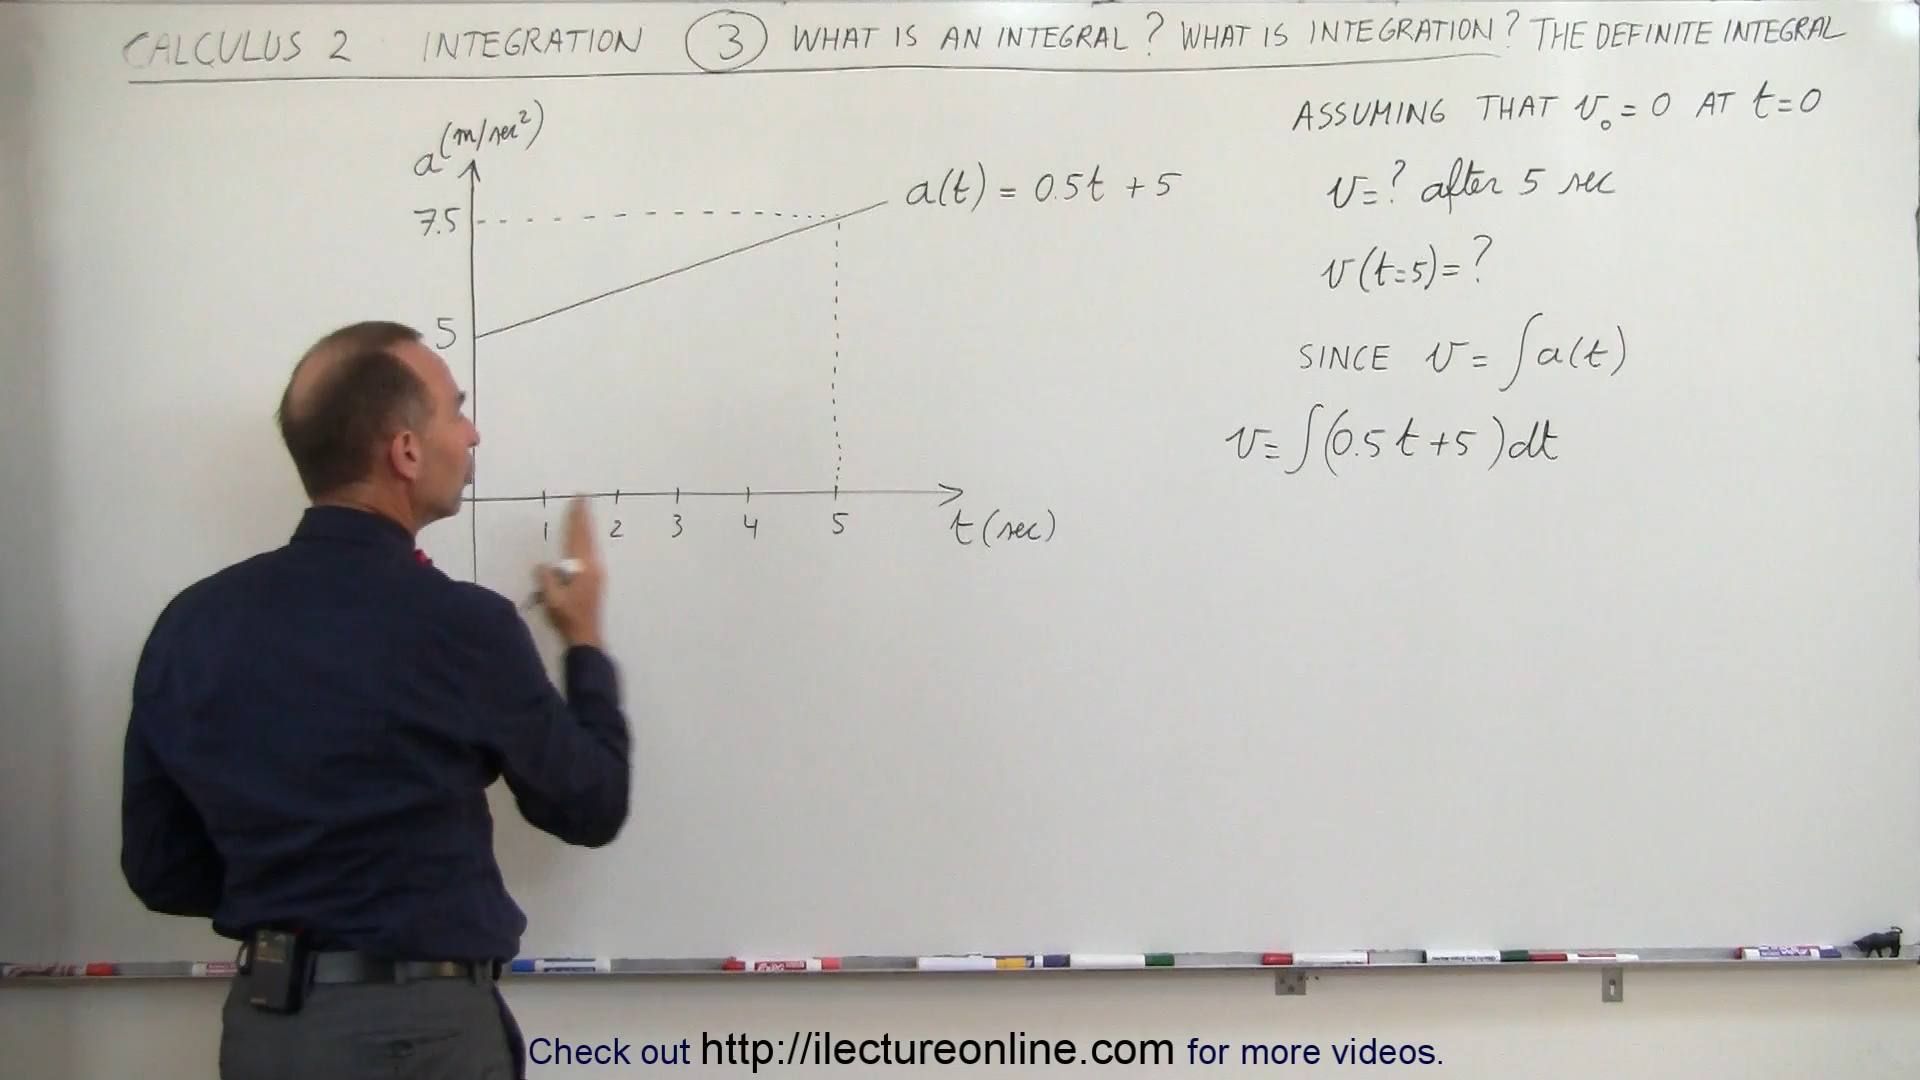 CALCULUS 2 INTEGRATION 3 WHAT IS AN INTEGRAL? WHAT IS INTEGRATION? THE DEFINITE INTEGRAL
ASSUMING THAT v₀ = 0 AT t=0
a (m/sec²)
a(t) = 0.5t + 5
v=? after 5 sec
7.5
v(t=5)=?
5
SINCE v = ∫a(t)
v=∫(0.5t+5)dt
1 2 3 4 5 t(sec)
Check out http://ilectureonline.com for more videos.